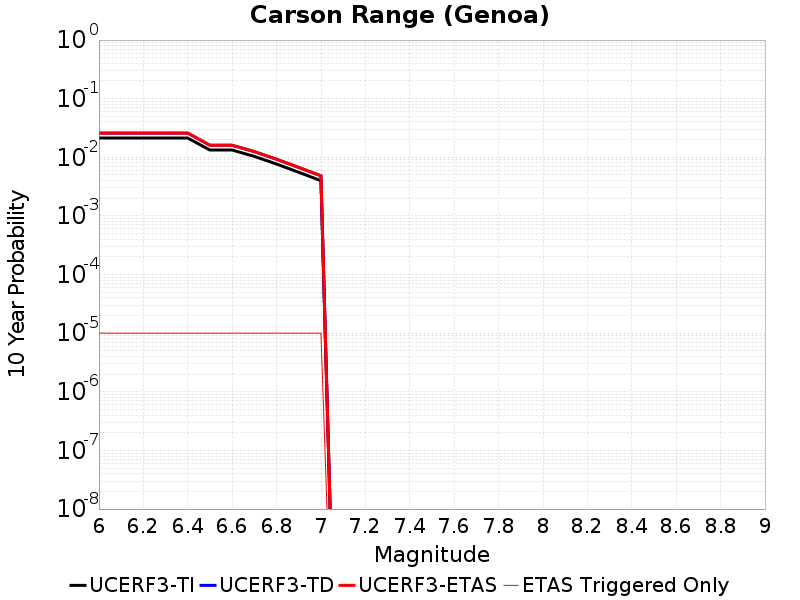 Carson Range (Genoa)
10 Year Probability
10^0
10^-1
10^-2
10^-3
10^-4
10^-5
10^-6
10^-7
10^-8
6 6.2 6.4 6.6 6.8 7 7.2 7.4 7.6 7.8 8 8.2 8.4 8.6 8.8 9
Magnitude
UCERF3-TI UCERF3-TD UCERF3-ETAS ETAS Triggered Only